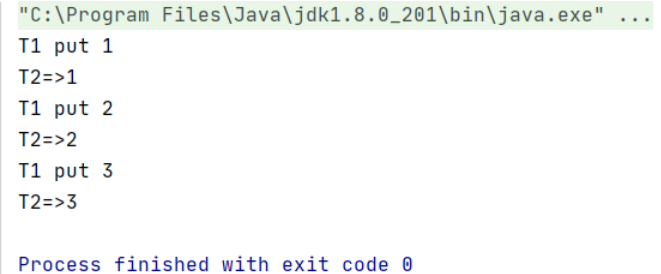 "C:\Program Files\Java\jdk1.8.0_201\bin\java.exe" ...
T1 put 1
T2=>1
T1 put 2
T2=>2
T1 put 3
T2=>3
Process finished with exit code 0